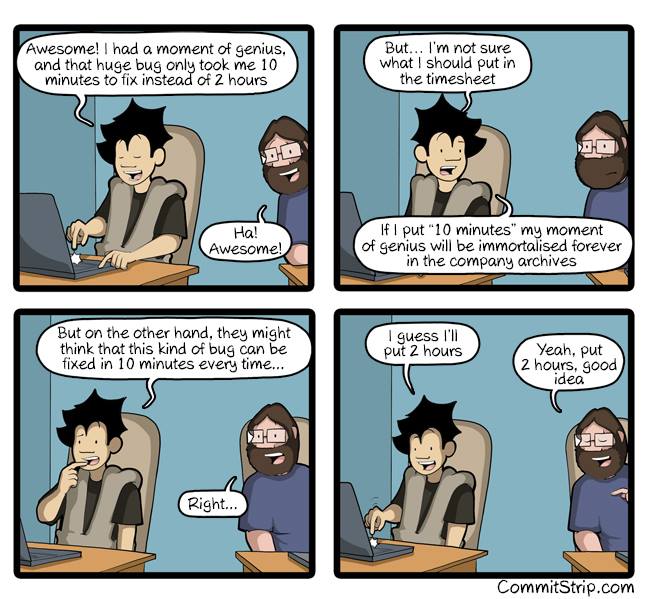 Awesome! I had a moment of genius,
and that huge bug only took me 10
minutes to fix instead of 2 hours
Ha!
Awesome!
But... I'm not sure
what I should put in
the timesheet
If I put "10 minutes" my moment
of genius will be immortalised forever
in the company archives
But on the other hand, they might
think that this kind of bug can be
fixed in 10 minutes every time...
Right...
I guess I'll
put 2 hours
Yeah, put
2 hours, good
idea
CommitStrip.com